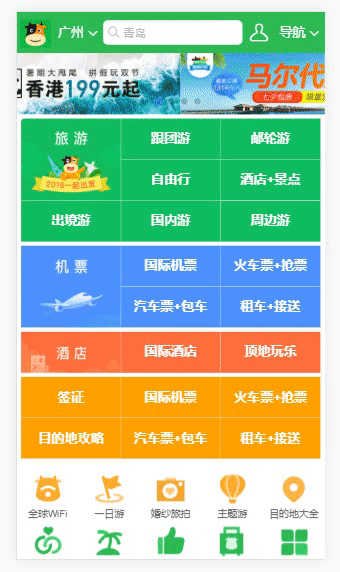 广州
青岛
导航
暑期大甩尾 拼假玩双节
香港199元起
马尔代
七夕包房
旅游
2018一起出发
跟团游
邮轮游
自由行
酒店+景点
出境游
国内游
周边游
机票
国际机票
火车票+抢票
汽车票+包车
租车+接送
酒店
国际酒店
顶地玩乐
签证
国际机票
火车票+抢票
目的地攻略
汽车票+包车
租车+接送
全球WiFi
一日游
婚纱旅拍
主题游
目的地大全